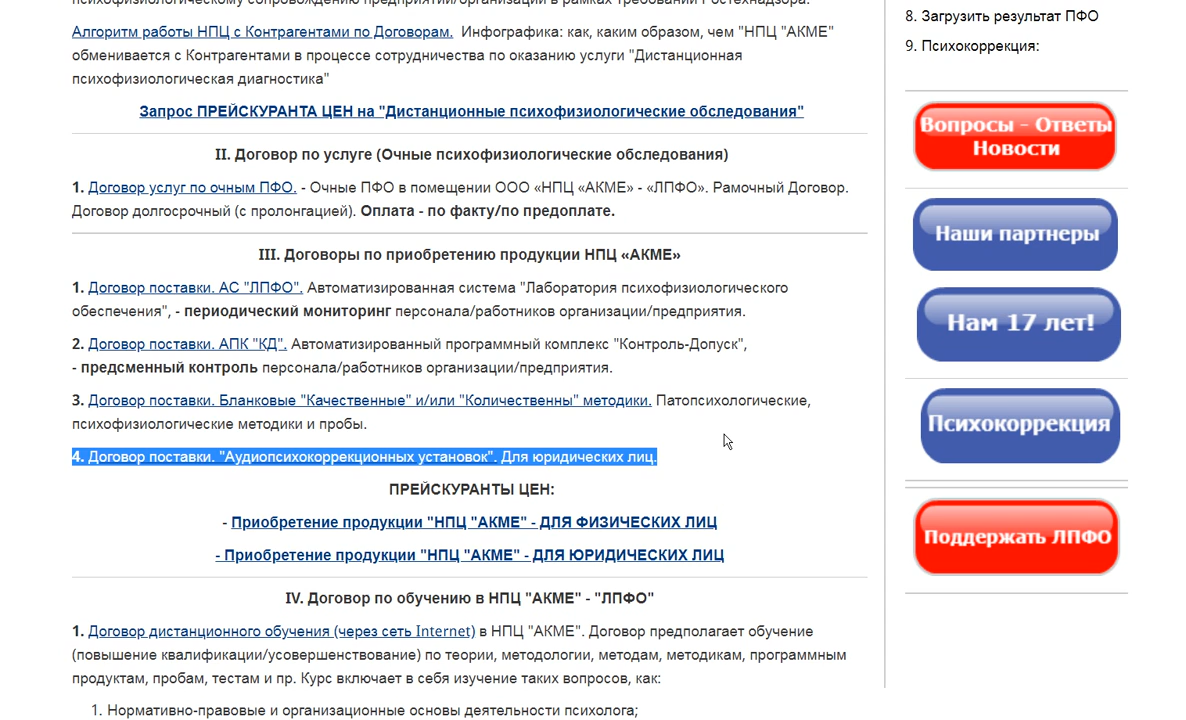 психофизиологическому сопровождению предприятий/организаций в рамках требований Ростехнадзора.
Алгоритм работы НПЦ с Контрагентами по Договорам. Инфографика: как, каким образом, чем "НПЦ "АКМЕ"
обменивается с Контрагентами в процессе сотрудничества по оказанию услуги "Дистанционная
психофизиологическая диагностика"
Запрос ПРЕЙСКУРАНТА ЦЕН на "Дистанционные психофизиологические обследования"
II. Договор по услуге (Очные психофизиологические обследования)
1. Договор услуг по очным ПФО. - Очные ПФО в помещении ООО «НПЦ «АКМЕ» - «ЛПФО». Рамочный Договор.
Договор долгосрочный (с пролонгацией). Оплата - по факту/по предоплате.
III. Договоры по приобретению продукции НПЦ «АКМЕ»
1. Договор поставки. АС "ЛПФО". Автоматизированная система "Лаборатория психофизиологического
обеспечения", - периодический мониторинг персонала/работников организации/предприятия.
2. Договор поставки. АПК "КД". Автоматизированный программный комплекс "Контроль-Допуск",
- предсменный контроль персонала/работников организации/предприятия.
3. Договор поставки. Бланковые "Качественные" и/или "Количественны" методики. Патопсихологические,
психофизиологические методики и пробы.
4. Договор поставки. "Аудиопсихокоррекционных установок". Для юридических лиц.
ПРЕЙСКУРАНТЫ ЦЕН:
- Приобретение продукции "НПЦ "АКМЕ" - ДЛЯ ФИЗИЧЕСКИХ ЛИЦ
- Приобретение продукции "НПЦ "АКМЕ" - ДЛЯ ЮРИДИЧЕСКИХ ЛИЦ
IV. Договор по обучению в НПЦ "АКМЕ" - "ЛПФО"
1. Договор дистанционного обучения (через сеть Internet) в НПЦ "АКМЕ". Договор предполагает обучение
(повышение квалификации/усовершенствование) по теории, методологии, методам, методикам, программным
продуктам, пробам, тестам и пр. Курс включает в себя изучение таких вопросов, как:
1. Нормативно-правовые и организационные основы деятельности психолога;
8. Загрузить результат ПФО
9. Психокоррекция:
Вопросы - Ответы
Новости
Наши партнеры
Нам 17 лет!
Психокоррекция
Поддержать ЛПФО